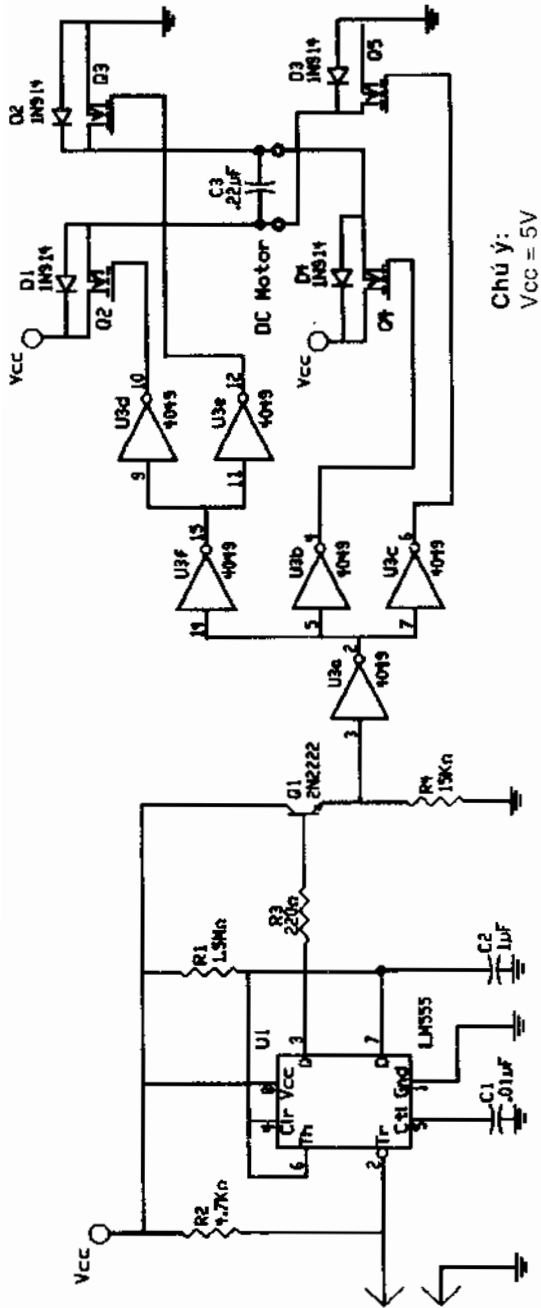 Vcc
R2
4.7KΩ
R1
1.5MΩ
U1
4
Clr
8
Vcc
6
Th
3
2
Tr
7
D
Ctl
5
Gnd
1
LM555
C1
.01µF
C2
1µF
R3
220Ω
Q1
2N2222
R4
15KΩ
3
U3a
2
4049
14
U3f
15
4049
5
U3b
4
4049
7
U3c
6
4049
9
U3d
10
4049
11
U3e
12
4049
Vcc
D1
1N914
Q2
D2
1N914
Q3
C3
.22µF
DC Motor
Vcc
D4
1N914
Q4
D3
1N914
Q5
Chú ý:
Vcc = 5V